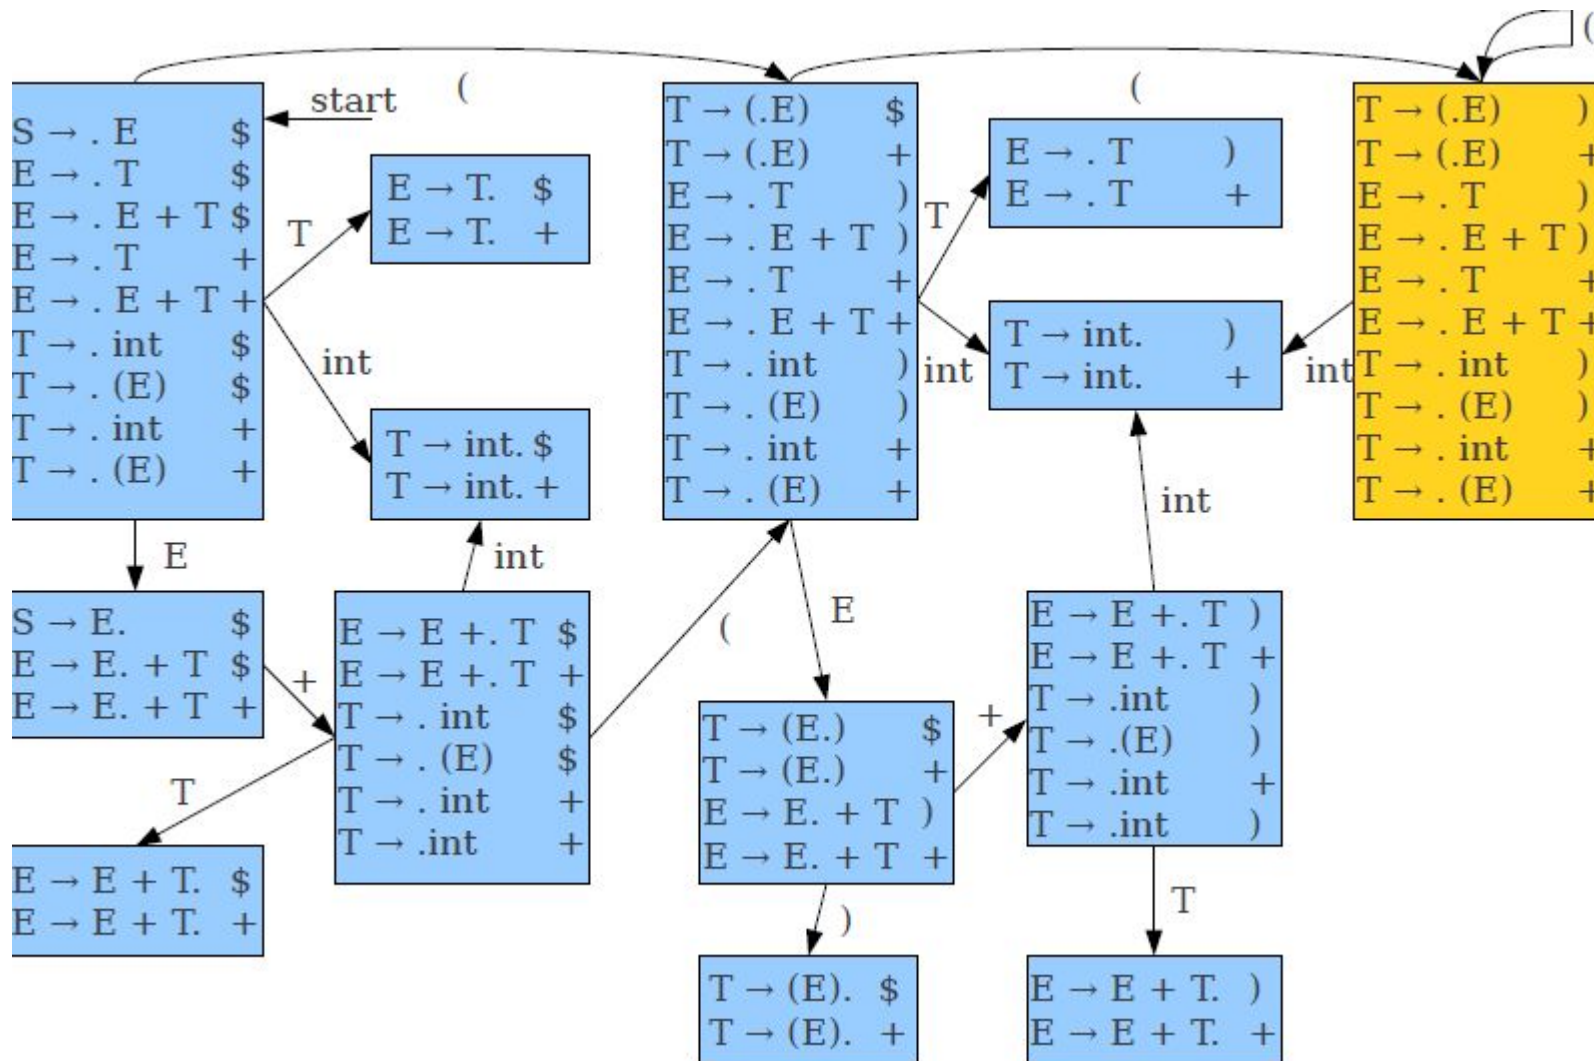 (
(
(
start
S → . E $
E → . T $
E → . E + T $
E → . T +
E → . E + T +
T → . int $
T → . (E) $
T → . int +
T → . (E) +
T
E → T. $
E → T. +
int
T → int. $
T → int. +
T → (.E) $
T → (.E) +
E → . T )
E → . E + T )
E → . T +
E → . E + T +
T → . int )
T → . (E) )
T → . int +
T → . (E) +
T
E → . T )
E → . T +
int
T → int. )
T → int. +
int
T → (.E) )
T → (.E) +
E → . T )
E → . E + T )
E → . T +
E → . E + T +
T → . int )
T → . (E) )
T → . int +
T → . (E) +
E
int
int
S → E. $
E → E. + T $
E → E. + T +
+
E → E +. T $
E → E +. T +
T → . int $
T → . (E) $
T → . int +
T → .int +
(
E
E → E +. T )
E → E +. T +
T → .int )
T → .(E) )
T → .int +
T → .int )
T → (E.) $
T → (E.) +
E → E. + T )
E → E. + T +
+
T
E → E + T. $
E → E + T. +
)
T
T → (E). $
T → (E). +
E → E + T. )
E → E + T. +